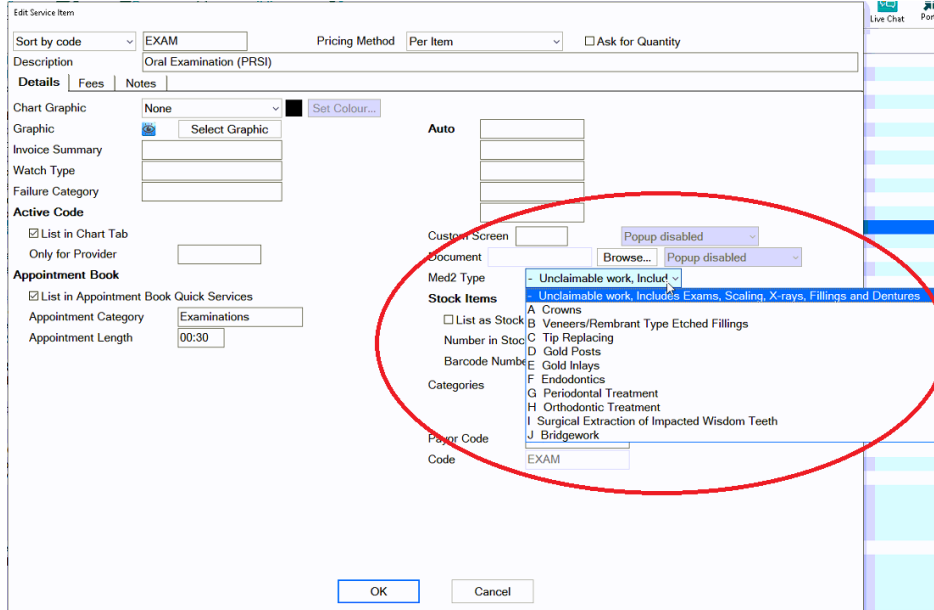 Edit Service Item
Live Chat
Sort by code EXAM Pricing Method Per Item Ask for Quantity
Description Oral Examination (PRSI)
Details Fees Notes
Chart Graphic None Set Colour...
Graphic Select Graphic Auto
Invoice Summary
Watch Type
Failure Category
Active Code
List in Chart Tab Custom Screen Popup disabled
Only for Provider Document Browse... Popup disabled
Appointment Book Med2 Type - Unclaimable work, Includ
List in Appointment Book Quick Services Stock Items - Unclaimable work, Includes Exams, Scaling, X-rays, Fillings and Dentures
Appointment Category Examinations List as Stock A Crowns
B Veneers/Rembrant Type Etched Fillings
Appointment Length 00:30 Number in Stoc C Tip Replacing
D Gold Posts
Barcode Numbe E Gold Inlays
Categories F Endodontics
G Periodontal Treatment
H Orthodontic Treatment
I Surgical Extraction of Impacted Wisdom Teeth
Payor Code J Bridgework
Code EXAM
OK Cancel